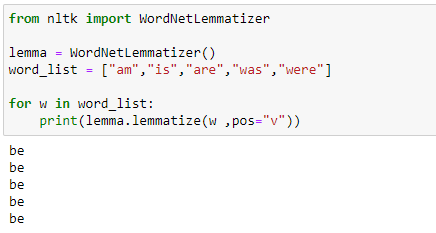 from nltk import WordNetLemmatizer
lemma = WordNetLemmatizer()
word_list = ["am","is","are","was","were"]
for w in word_list:
    print(lemma.lemmatize(w ,pos="v"))
be
be
be
be
be